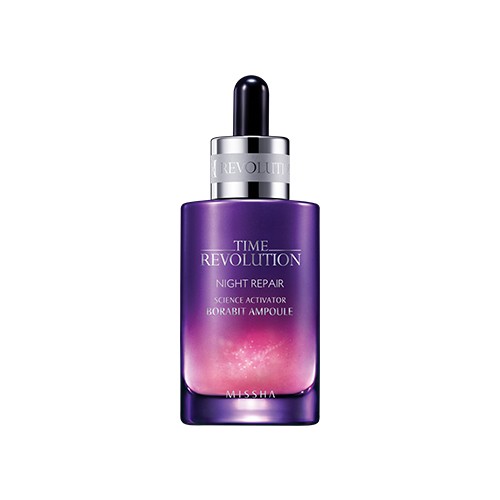 REVOLUTI
TIME
REVOLUTION
NIGHT REPAIR
SCIENCE ACTIVATOR
BORABIT AMPOULE
MISSHA